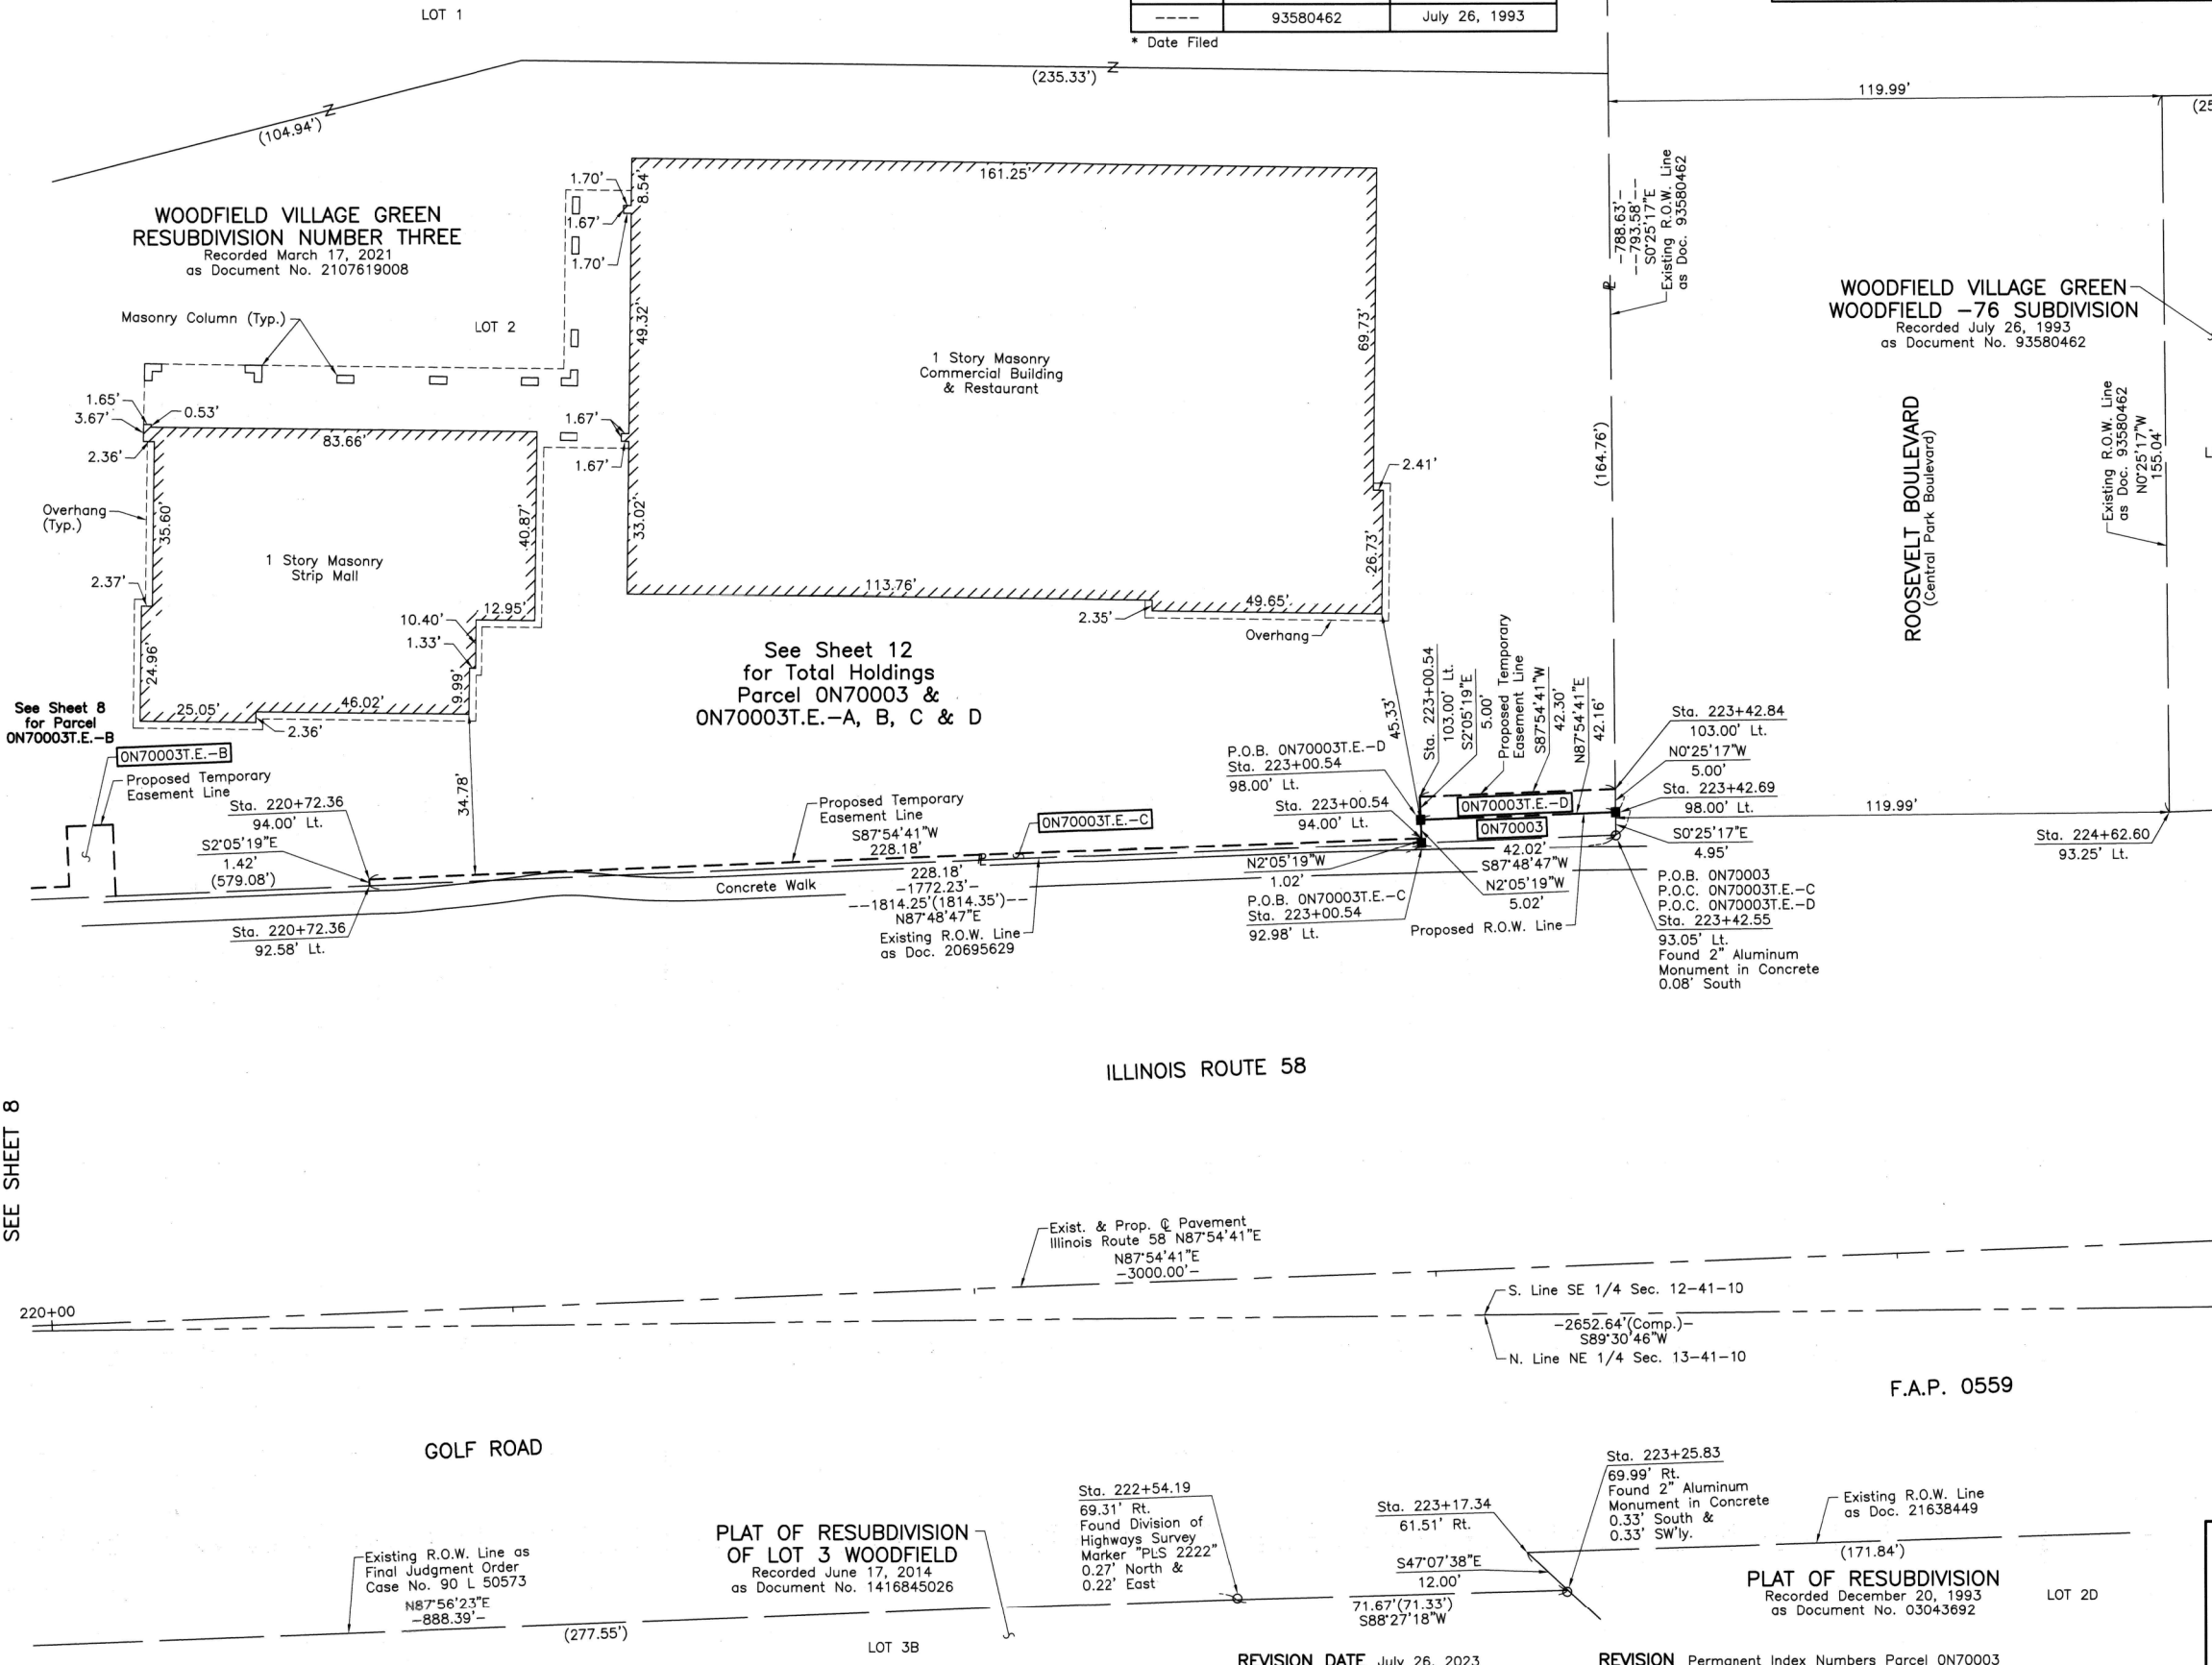 LOT 1
---- 93580462 July 26, 1993
* Date Filed
(235.33')
(104.94')
119.99'
WOODFIELD VILLAGE GREEN
RESUBDIVISION NUMBER THREE
Recorded March 17, 2021
as Document No. 2107619008
Masonry Column (Typ.)
LOT 2
1.70'
8.54'
1.67'
1.70'
161.25'
49.32'
69.73'
1 Story Masonry
Commercial Building
& Restaurant
-788.63'-
--793.58'--
S0°25'17"E
Existing R.O.W. Line
as Doc. 93580462
WOODFIELD VILLAGE GREEN
WOODFIELD -76 SUBDIVISION
Recorded July 26, 1993
as Document No. 93580462
1.65'
0.53'
3.67'
2.36'
83.66'
1.67'
1.67'
2.41'
(164.76')
ROOSEVELT BOULEVARD
(Central Park Boulevard)
Existing R.O.W. Line
as Doc. 93580462
N0°25'17"W
155.04'
Overhang
(Typ.)
35.60'
40.87'
33.02'
26.73'
1 Story Masonry
Strip Mall
2.37'
10.40'
12.95'
1.33'
24.96'
9.99'
25.05'
46.02'
2.36'
113.76'
2.35'
49.65'
Overhang
See Sheet 12
for Total Holdings
Parcel 0N70003 &
0N70003T.E.-A, B, C & D
See Sheet 8
for Parcel
0N70003T.E.-B
0N70003T.E.-B
Proposed Temporary
Easement Line
Sta. 220+72.36
94.00' Lt.
S2°05'19"E
1.42'
(579.08')
Sta. 220+72.36
92.58' Lt.
34.78'
Concrete Walk
Proposed Temporary
Easement Line
S87°54'41"W
228.18'
0N70003T.E.-C
228.18'
-1772.23'-
--1814.25'(1814.35')--
N87°48'47"E
Existing R.O.W. Line
as Doc. 20695629
45.33'
Sta. 223+00.54
103.00' Lt.
S2°05'19"E
5.00'
Proposed Temporary
Easement Line
S87°54'41"W
42.30'
N87°54'41"E
42.16'
P.O.B. 0N70003T.E.-D
Sta. 223+00.54
98.00' Lt.
Sta. 223+00.54
94.00' Lt.
N2°05'19"W
1.02'
P.O.B. 0N70003T.E.-C
Sta. 223+00.54
92.98' Lt.
0N70003T.E.-D
0N70003
42.02'
S87°48'47"W
N2°05'19"W
5.02'
Proposed R.O.W. Line
Sta. 223+42.84
103.00' Lt.
N0°25'17"W
5.00'
Sta. 223+42.69
98.00' Lt.
S0°25'17"E
4.95'
P.O.B. 0N70003
P.O.C. 0N70003T.E.-C
P.O.C. 0N70003T.E.-D
Sta. 223+42.55
93.05' Lt.
Found 2" Aluminum
Monument in Concrete
0.08' South
119.99'
Sta. 224+62.60
93.25' Lt.
ILLINOIS ROUTE 58
SEE SHEET 8
Exist. & Prop. ℄ Pavement
Illinois Route 58 N87°54'41"E
N87°54'41"E
-3000.00'-
220+00
S. Line SE 1/4 Sec. 12-41-10
-2652.64'(Comp.)-
S89°30'46"W
N. Line NE 1/4 Sec. 13-41-10
F.A.P. 0559
GOLF ROAD
Existing R.O.W. Line as
Final Judgment Order
Case No. 90 L 50573
N87°56'23"E
-888.39'-
(277.55')
PLAT OF RESUBDIVISION
OF LOT 3 WOODFIELD
Recorded June 17, 2014
as Document No. 1416845026
LOT 3B
Sta. 222+54.19
69.31' Rt.
Found Division of
Highways Survey
Marker "PLS 2222"
0.27' North &
0.22' East
Sta. 223+17.34
61.51' Rt.
S47°07'38"E
12.00'
71.67'(71.33')
S88°27'18"W
Sta. 223+25.83
69.99' Rt.
Found 2" Aluminum
Monument in Concrete
0.33' South &
0.33' SW'ly.
Existing R.O.W. Line
as Doc. 21638449
(171.84')
PLAT OF RESUBDIVISION
Recorded December 20, 1993
as Document No. 03043692
LOT 2D
REVISION DATE July 26, 2023
REVISION Permanent Index Numbers Parcel 0N70003